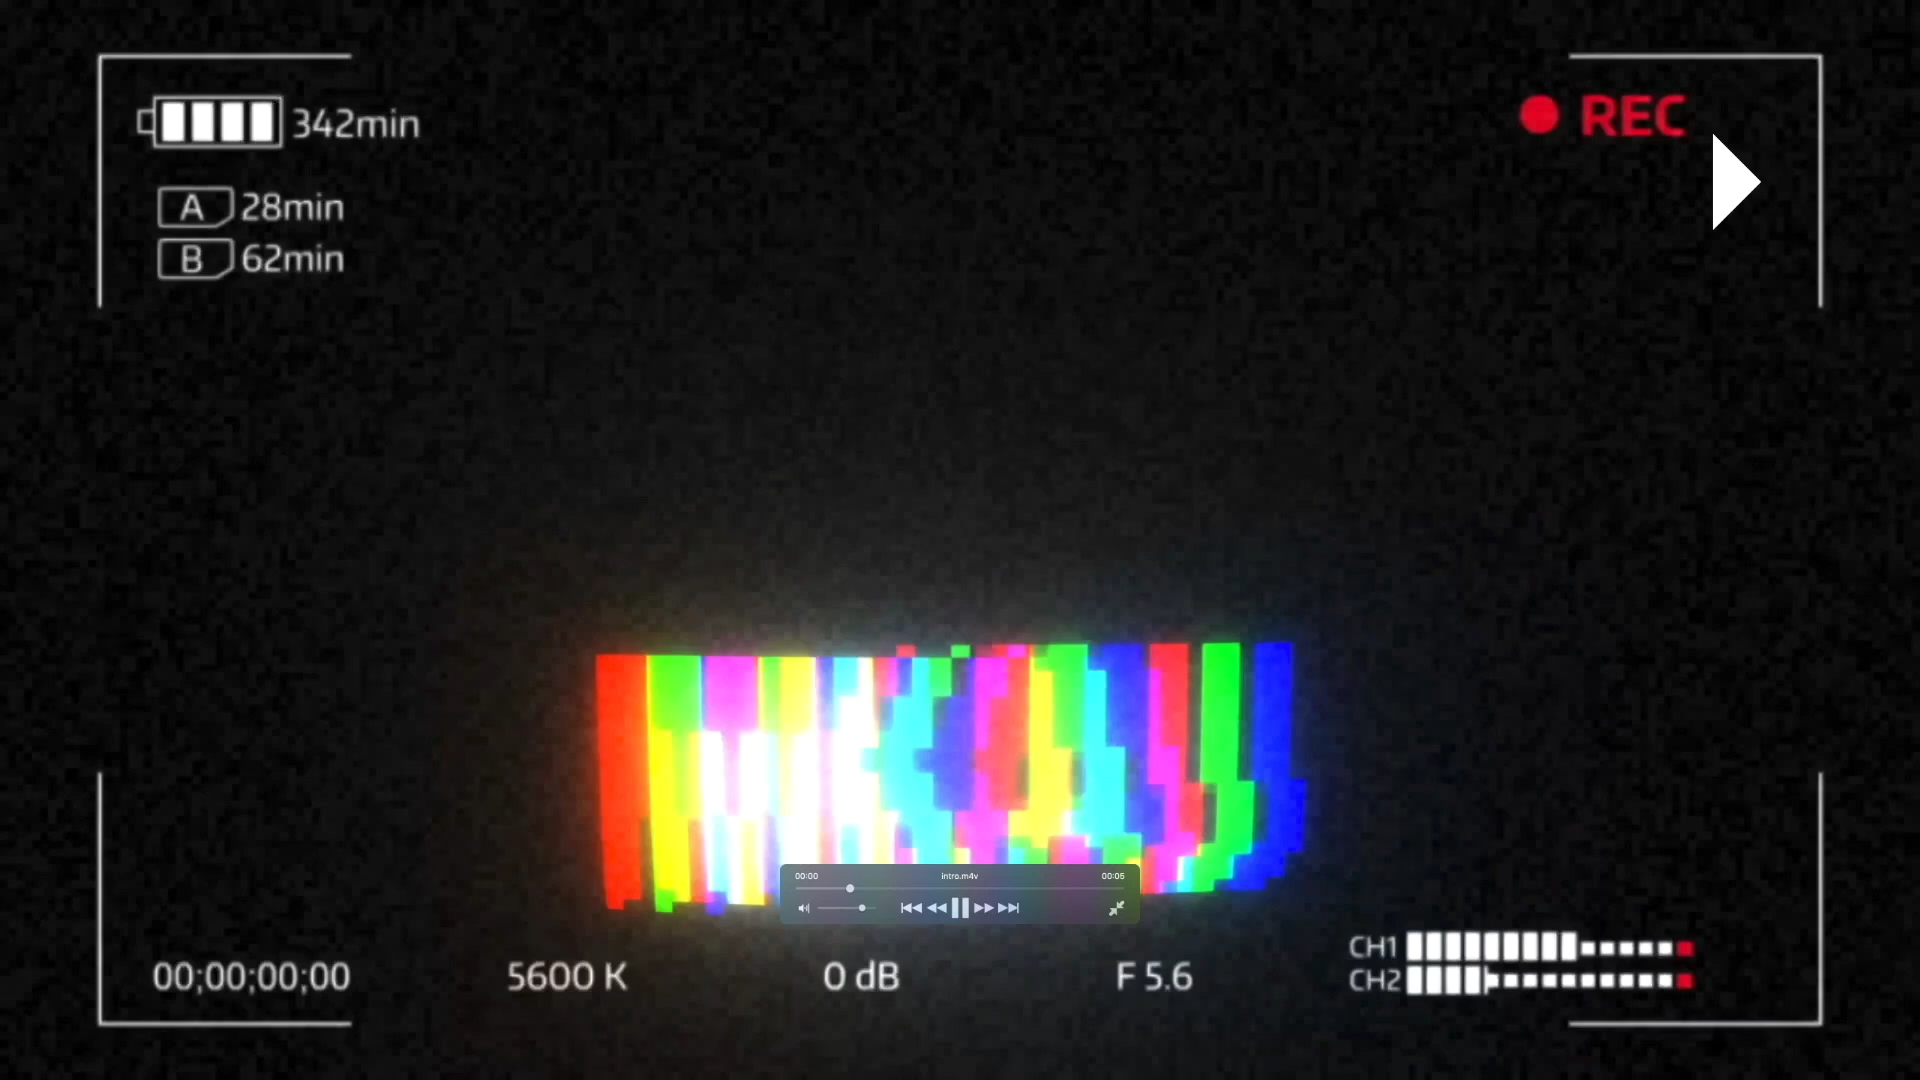 342min
REC
A 28min
B 62min
00:00 intro.m4v 00:05
00;00;00;00 5600 K 0 dB F 5.6
CH1
CH2